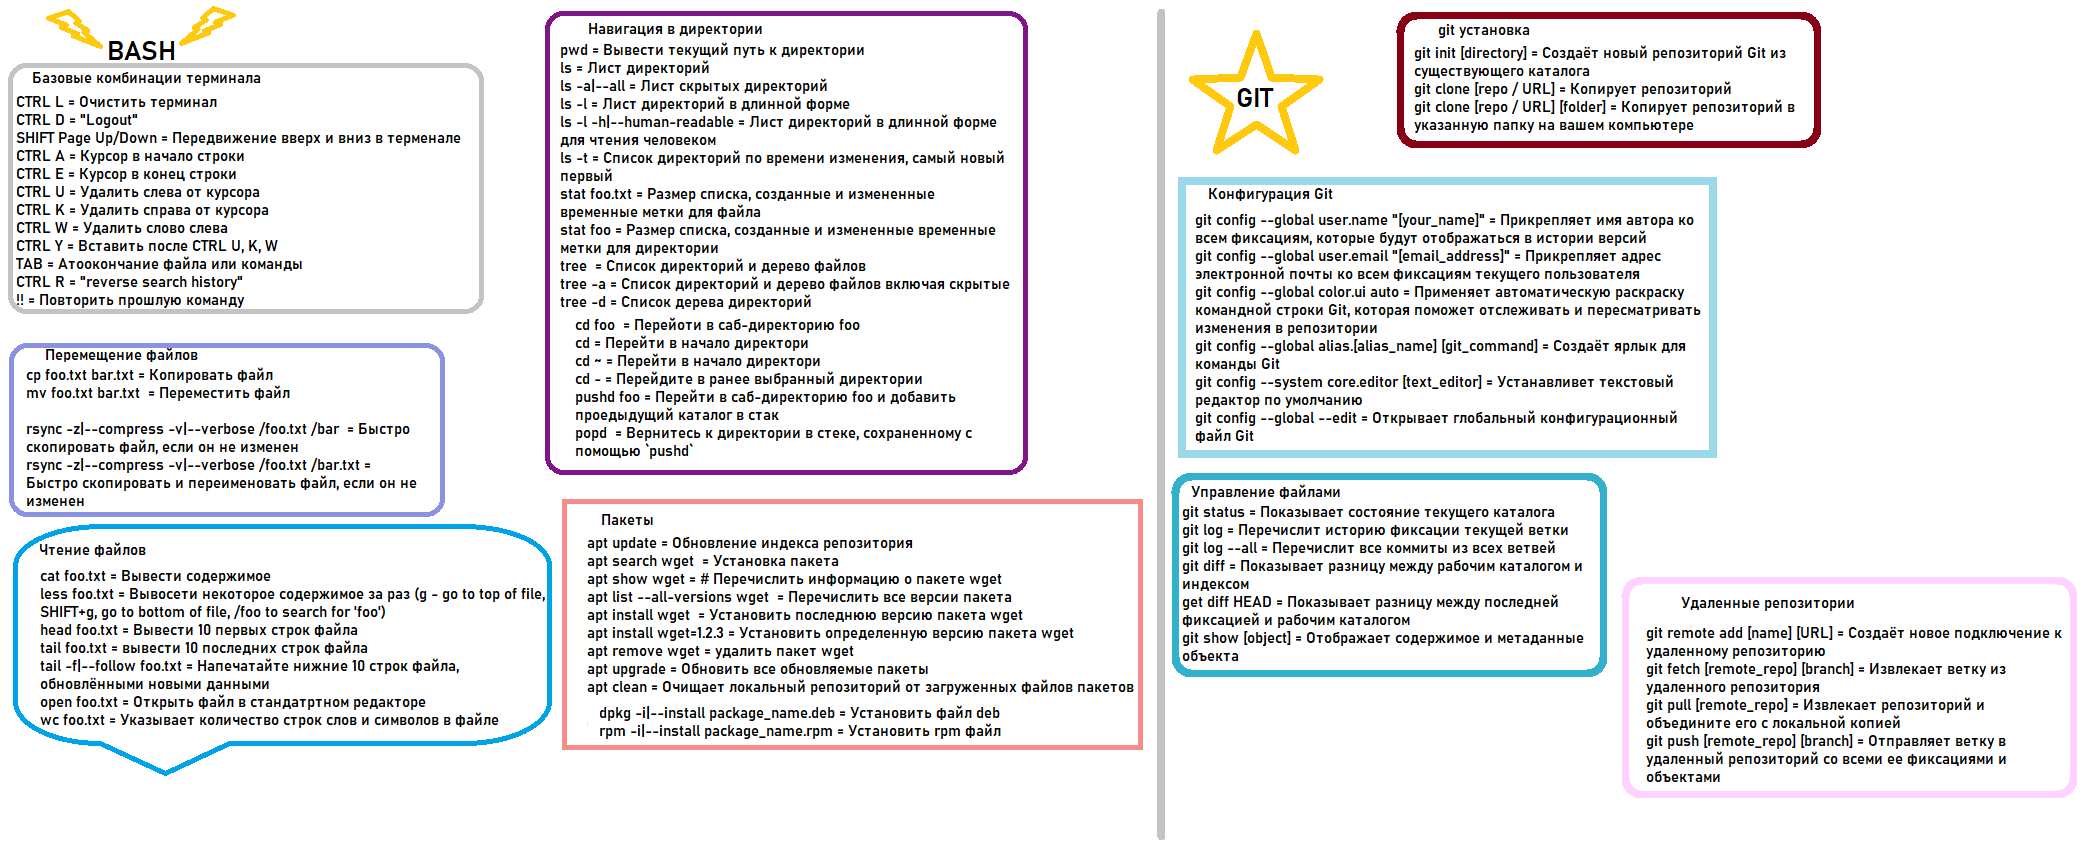 BASH
Базовые комбинации терминала
CTRL L = Очистить терминал
CTRL D = "Logout"
SHIFT Page Up/Down = Передвижение вверх и вниз в терменале
CTRL A = Курсор в начало строки
CTRL E = Курсор в конец строки
CTRL U = Удалить слева от курсора
CTRL K = Удалить справа от курсора
CTRL W = Удалить слово слева
CTRL Y = Вставить после CTRL U, K, W
TAB = Атоокончание файла или команды
CTRL R = "reverse search history"
!! = Повторить прошлую команду
Перемещение файлов
cp foo.txt bar.txt = Копировать файл
mv foo.txt bar.txt = Переместить файл
rsync -z|--compress -v|--verbose /foo.txt /bar = Быстро
скопировать файл, если он не изменен
rsync -z|--compress -v|--verbose /foo.txt /bar.txt =
Быстро скопировать и переименовать файл, если он не
изменен
Чтение файлов
cat foo.txt = Вывести содержимое
less foo.txt = Вывосети некоторое содержимое за раз (g - go to top of file,
SHIFT+g, go to bottom of file, /foo to search for 'foo')
head foo.txt = Вывести 10 первых строк файла
tail foo.txt = вывести 10 последних строк файла
tail -f|--follow foo.txt = Напечатайте нижние 10 строк файла,
обновлёнными новыми данными
open foo.txt = Открыть файл в стандатртном редакторе
wc foo.txt = Указывает количество строк слов и символов в файле
Навигация в директории
pwd = Вывести текущий путь к директории
ls = Лист директорий
ls -a|--all = Лист скрытых директорий
ls -l = Лист директорий в длинной форме
ls -l -h|--human-readable = Лист директорий в длинной форме
для чтения человеком
ls -t = Список директорий по времени изменения, самый новый
первый
stat foo.txt = Размер списка, созданные и измененные
временные метки для файла
stat foo = Размер списка, созданные и измененные временные
метки для директории
tree = Список директорий и дерево файлов
tree -a = Список директорий и дерево файлов включая скрытые
tree -d = Список дерева директорий
cd foo = Перейоти в саб-директорию foo
cd = Перейти в начало директори
cd ~ = Перейти в начало директори
cd - = Перейдите в ранее выбранный директории
pushd foo = Перейти в саб-директорию foo и добавить
проедыдущий каталог в стак
popd = Вернитесь к директории в стеке, сохраненному с
помощью `pushd`
Пакеты
apt update = Обновление индекса репозитория
apt search wget = Установка пакета
apt show wget = # Перечислить информацию о пакете wget
apt list --all-versions wget = Перечислить все версии пакета
apt install wget = Установить последнюю версию пакета wget
apt install wget=1.2.3 = Установить определенную версию пакета wget
apt remove wget = удалить пакет wget
apt upgrade = Обновить все обновляемые пакеты
apt clean = Очищает локальный репозиторий от загруженных файлов пакетов
dpkg -i|--install package_name.deb = Установить файл deb
rpm -i|--install package_name.rpm = Установить rpm файл
GIT
git установка
git init [directory] = Создаёт новый репозиторий Git из
существующего каталога
git clone [repo / URL] = Копирует репозиторий
git clone [repo / URL] [folder] = Копирует репозиторий в
указанную папку на вашем компьютере
Конфигурация Git
git config --global user.name "[your_name]" = Прикрепляет имя автора ко
всем фиксациям, которые будут отображаться в истории версий
git config --global user.email "[email_address]" = Прикрепляет адрес
электронной почты ко всем фиксациям текущего пользователя
git config --global color.ui auto = Применяет автоматическую раскраску
командной строки Git, которая поможет отслеживать и пересматривать
изменения в репозитории
git config --global alias.[alias_name] [git_command] = Создаёт ярлык для
команды Git
git config --system core.editor [text_editor] = Устанавливет текстовый
редактор по умолчанию
git config --global --edit = Открывает глобальный конфигурационный
файл Git
Управление файлами
git status = Показывает состояние текущего каталога
git log = Перечислит историю фиксации текущей ветки
git log --all = Перечислит все коммиты из всех ветвей
git diff = Показывает разницу между рабочим каталогом и
индексом
get diff HEAD = Показывает разницу между последней
фиксацией и рабочим каталогом
git show [object] = Отображает содержимое и метаданные
объекта
Удаленные репозитории
git remote add [name] [URL] = Создаёт новое подключение к
удаленному репозиторию
git fetch [remote_repo] [branch] = Извлекает ветку из
удаленного репозитория
git pull [remote_repo] = Извлекает репозиторий и
объедините его с локальной копией
git push [remote_repo] [branch] = Отправляет ветку в
удаленный репозиторий со всеми ее фиксациями и
объектами